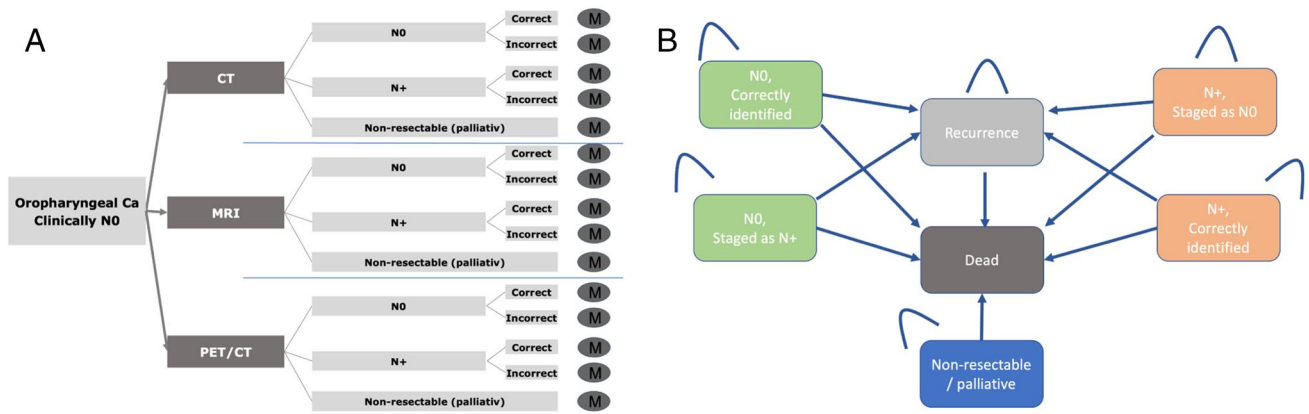 A
Oropharyngeal Ca
Clinically N0
CT
N0
Correct M
Incorrect M
N+
Correct M
Incorrect M
Non-resectable (palliativ) M
MRI
N0
Correct M
Incorrect M
N+
Correct M
Incorrect M
Non-resectable (palliativ) M
PET/CT
N0
Correct M
Incorrect M
N+
Correct M
Incorrect M
Non-resectable (palliativ) M
B
N0,
Correctly
identified
N0,
Staged as N+
Recurrence
Dead
N+,
Staged as N0
N+,
Correctly
identified
Non-resectable
/ palliative